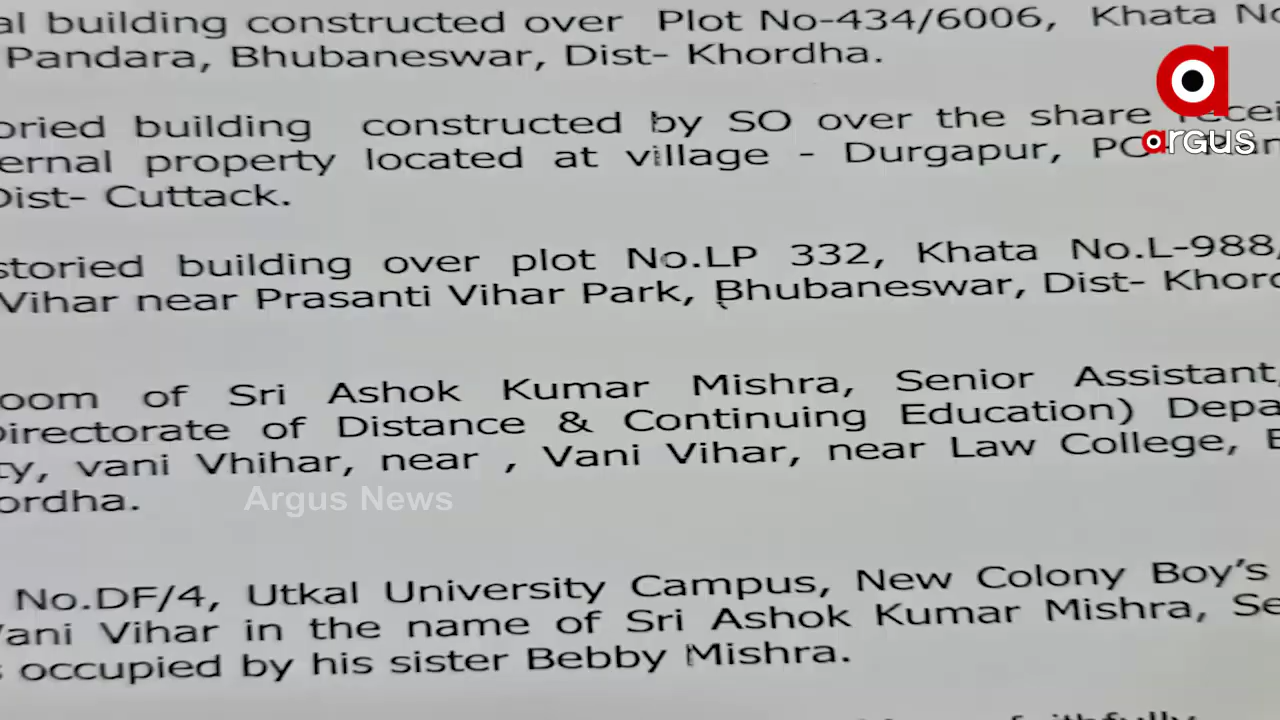 al building constructed over Plot No-434/6006, Khata No
Pandara, Bhubaneswar, Dist- Khordha.
oried building constructed by SO over the share
ernal property located at village - Durgapur,
Dist- Cuttack.
storied building over plot No.LP 332, Khata No.L-988,
Vihar near Prasanti Vihar Park, Bhubaneswar, Dist- Khord
oom of Sri Ashok Kumar Mishra, Senior Assistant,
Directorate of Distance & Continuing Education) Depa
ty, vani Vhihar, near , Vani Vihar, near Law College,
ordha.
No.DF/4, Utkal University Campus, New Colony Boy's
Vani Vihar in the name of Sri Ashok Kumar Mishra, Se
s occupied by his sister Bebby Mishra.
argus
Argus News